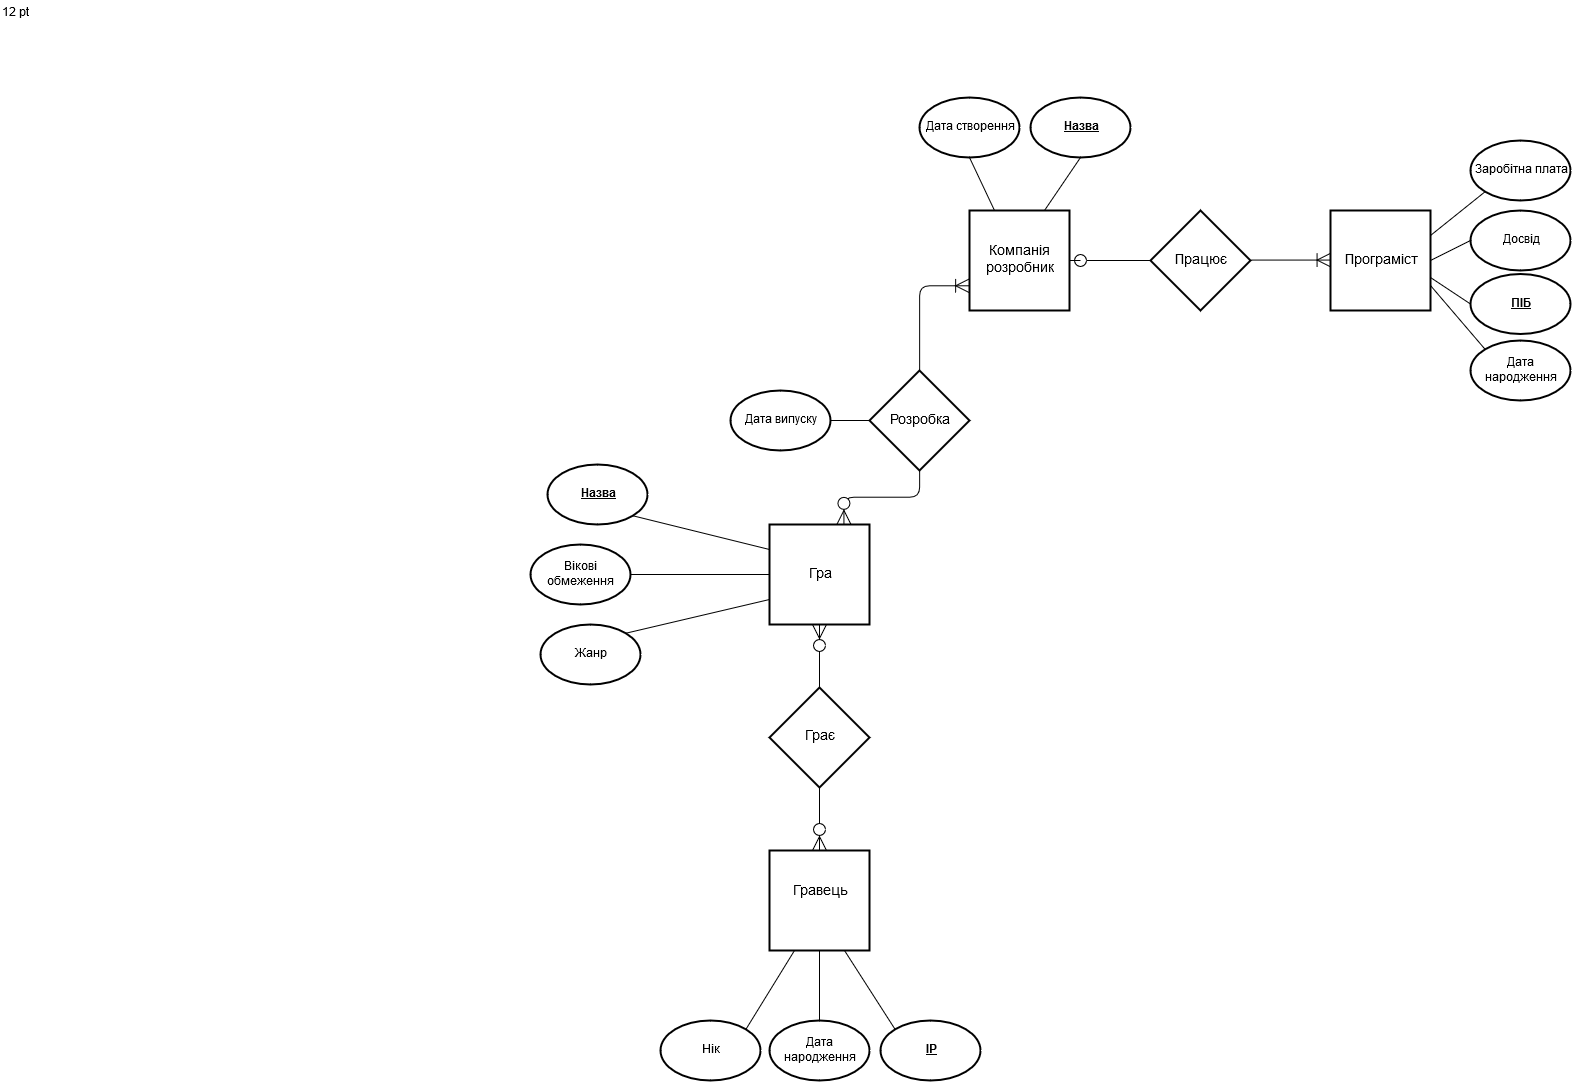 12 pt
Дата створення
Назва
Заробітна плата
Досвід
ПІБ
Дата
народження
Компанія
розробник
Працює
Програміст
Дата випуску
Розробка
Назва
Вікові
обмеження
Жанр
Гра
Грає
Гравець
Нік
Дата
народження
IP